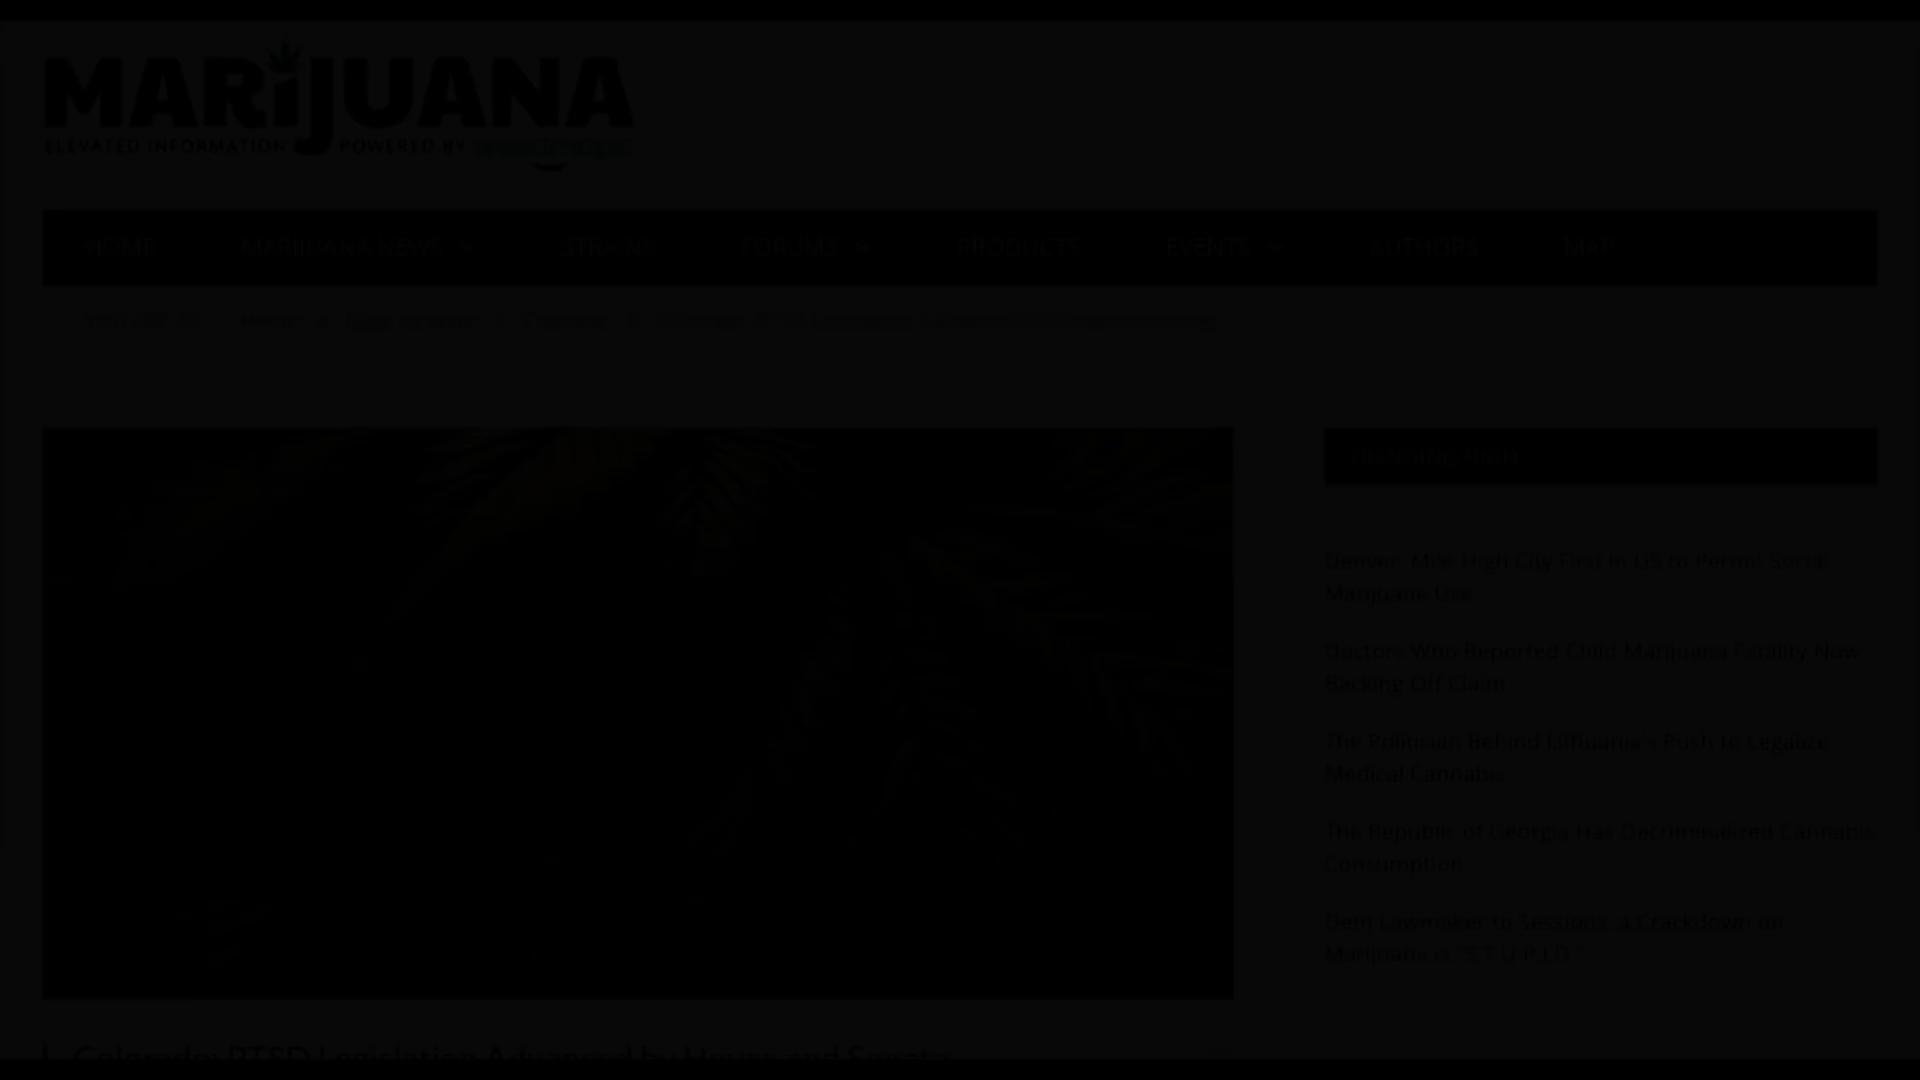 MARIJUANA
ELEVATED INFORMATION POWERED BY
HOME MARIJUANA NEWS STRAINS FORUMS PRODUCTS EVENTS AUTHORS MAP
Denver: Mile High City First in US to Permit Social
Marijuana Use
Doctors Who Reported Child Marijuana Fatality Now
Backing Off Claim
The Politician Behind Lithuania's Push to Legalize
Medical Cannabis
The Republic of Georgia Has Decriminalized Cannabis
Consumption
Dem Lawmaker to Sessions: a Crackdown on
Marijuana is "S.T.U.P.I.D."
Colorado: PTSD Legislation Advanced by House and Senate